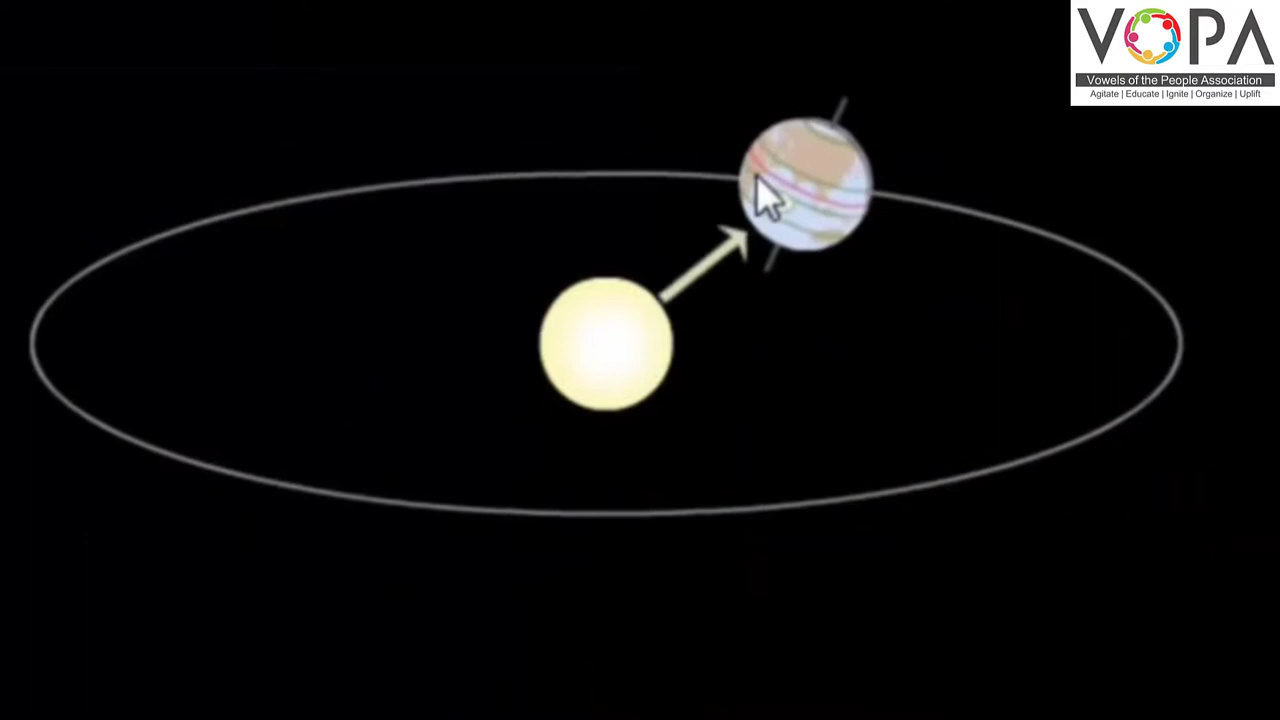 VOPA
Vowels of the People Association
Agitate | Educate | Ignite | Organize | Uplift